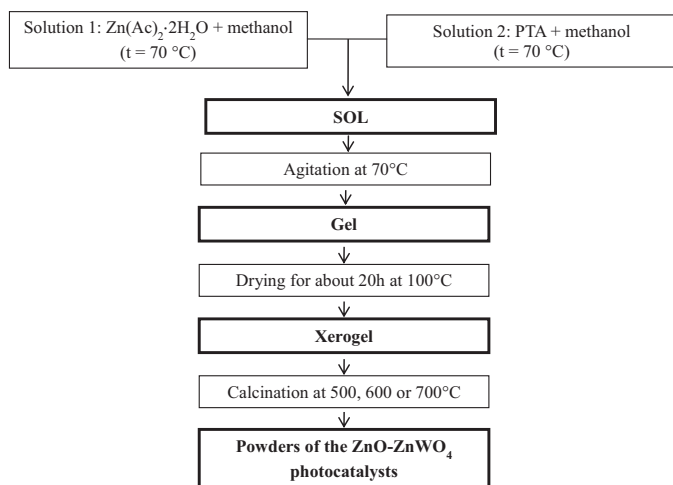 Solution 1: Zn(Ac)₂·2H₂O + methanol
(t = 70 °C)
Solution 2: PTA + methanol
(t = 70 °C)
SOL
Agitation at 70°C
Gel
Drying for about 20h at 100°C
Xerogel
Calcination at 500, 600 or 700°C
Powders of the ZnO-ZnWO₄
photocatalysts